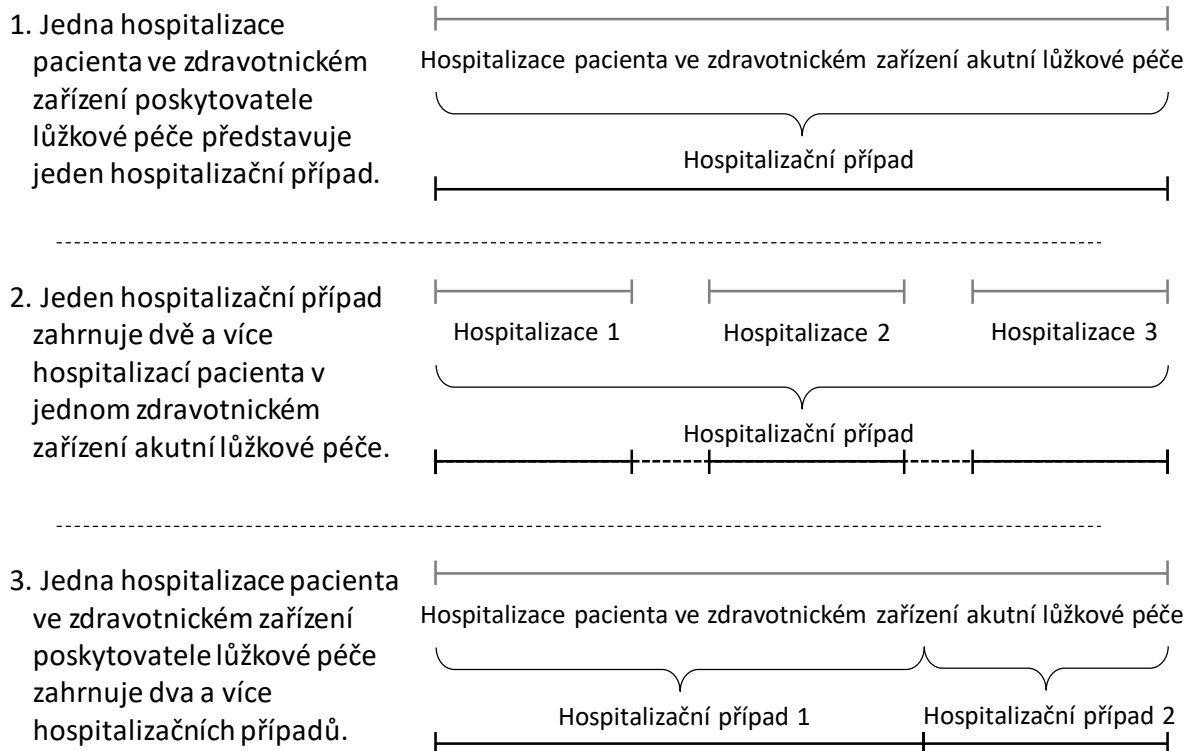 1. Jedna hospitalizace
pacienta ve zdravotnickém
zařízení poskytovatele
lůžkové péče představuje
jeden hospitalizační případ.
Hospitalizace pacienta ve zdravotnickém zařízení akutní lůžkové péče
Hospitalizační případ
2. Jeden hospitalizační případ
zahrnuje dvě a více
hospitalizací pacienta v
jednom zdravotnickém
zařízení akutní lůžkové péče.
Hospitalizace 1 Hospitalizace 2 Hospitalizace 3
Hospitalizační případ
3. Jedna hospitalizace pacienta
ve zdravotnickém zařízení
poskytovatele lůžkové péče
zahrnuje dva a více
hospitalizačních případů.
Hospitalizace pacienta ve zdravotnickém zařízení akutní lůžkové péče
Hospitalizační případ 1 Hospitalizační případ 2